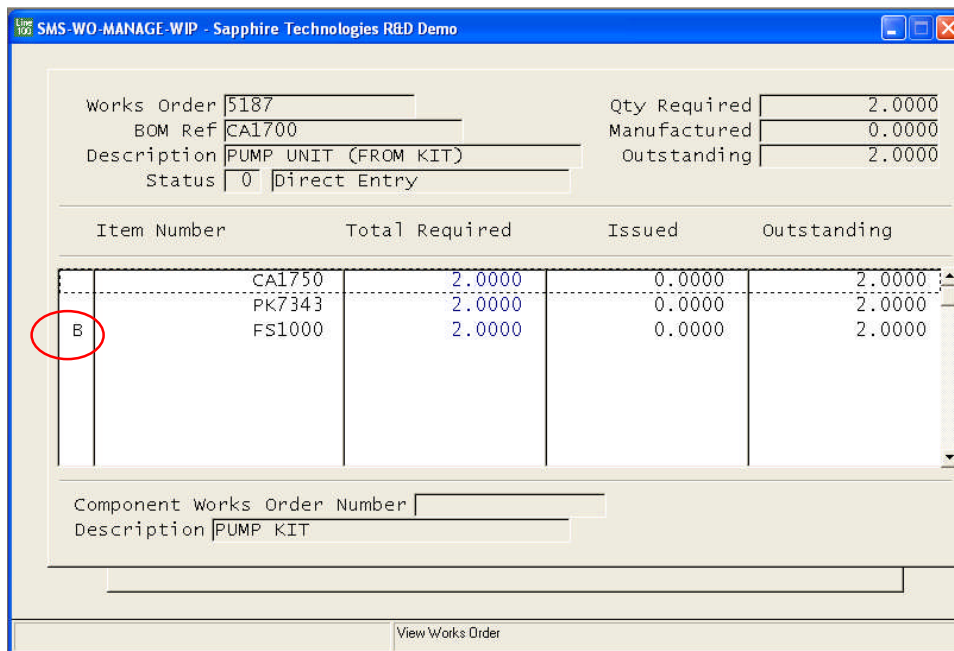 Line 100 SMS-WO-MANAGE-WIP - Sapphire Technologies R&D Demo
Works Order 5187 Qty Required 2.0000
BOM Ref CA1700 Manufactured 0.0000
Description PUMP UNIT (FROM KIT) Outstanding 2.0000
Status 0 Direct Entry
Item Number Total Required Issued Outstanding
CA1750 2.0000 0.0000 2.0000
PK7343 2.0000 0.0000 2.0000
B FS1000 2.0000 0.0000 2.0000
Component Works Order Number
Description PUMP KIT
View Works Order